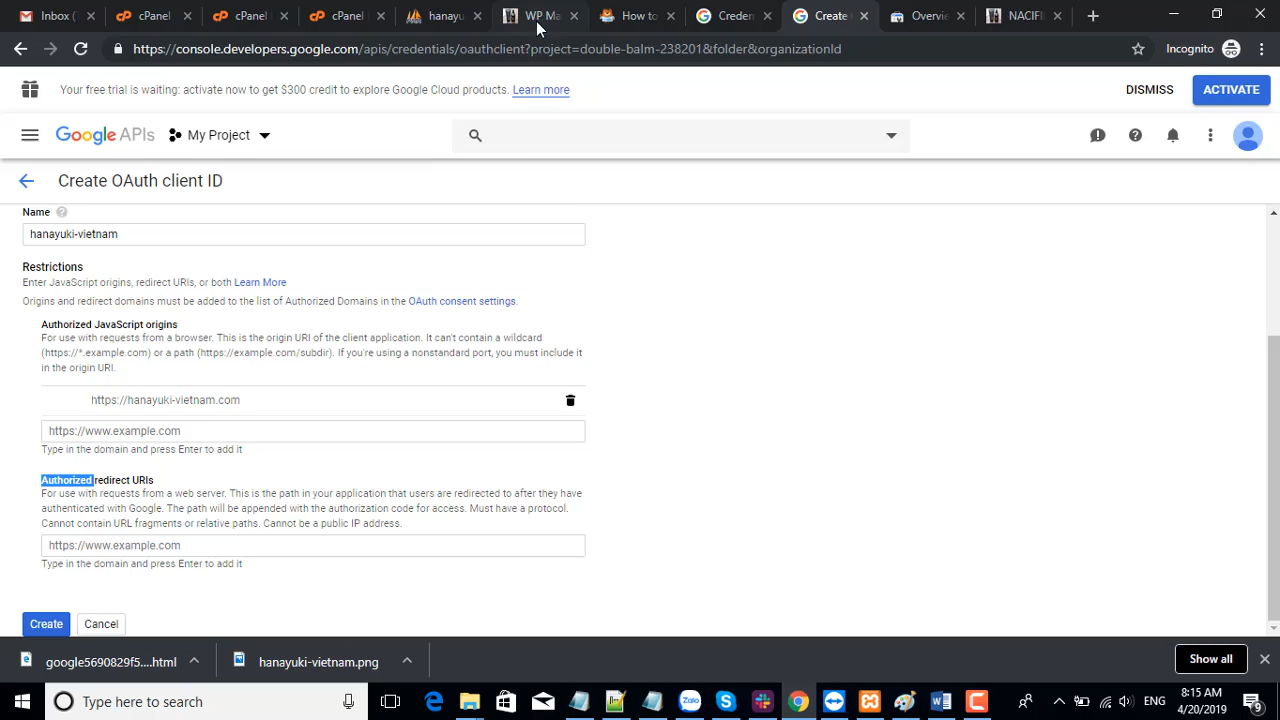 Inbox (
cPanel
cPanel
cPanel
hanayu
WP Ma
How to
Creden
Create
Overvie
NACIFI
https://console.developers.google.com/apis/credentials/oauthclient?project=double-balm-238201&folder&organizationId
Incognito
Your free trial is waiting: activate now to get $300 credit to explore Google Cloud products. Learn more
DISMISS
ACTIVATE
Google APIs
My Project
Create OAuth client ID
Name
hanayuki-vietnam
Restrictions
Enter JavaScript origins, redirect URIs, or both Learn More
Origins and redirect domains must be added to the list of Authorized Domains in the OAuth consent settings.
Authorized JavaScript origins
For use with requests from a browser. This is the origin URI of the client application. It can't contain a wildcard
(https://*.example.com) or a path (https://example.com/subdir). If you're using a nonstandard port, you must include it
in the origin URI.
https://hanayuki-vietnam.com
https://www.example.com
Type in the domain and press Enter to add it
Authorized redirect URIs
For use with requests from a web server. This is the path in your application that users are redirected to after they have
authenticated with Google. The path will be appended with the authorization code for access. Must have a protocol.
Cannot contain URL fragments or relative paths. Cannot be a public IP address.
https://www.example.com
Type in the domain and press Enter to add it
Create
Cancel
google5690829f5....html
hanayuki-vietnam.png
Show all
Type here to search
Zalo
ENG
8:15 AM
4/20/2019
9